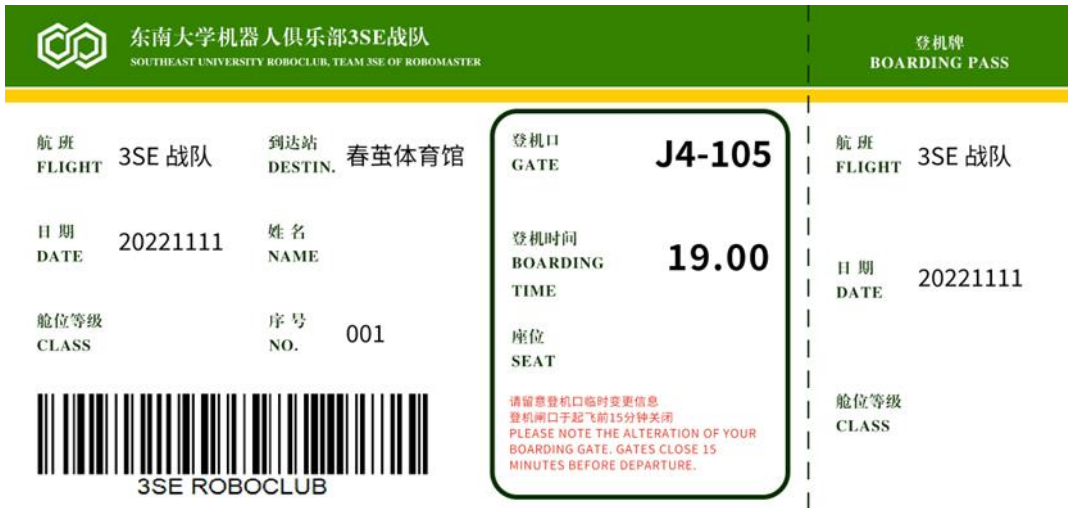 东南大学机器人俱乐部3SE战队
SOUTHEAST UNIVERSITY ROBOCLUB, TEAM 3SE OF ROBOMASTER
登机牌
BOARDING PASS
航 班
FLIGHT
3SE 战队
到达站
DESTIN.
春茧体育馆
日 期
DATE
20221111
姓 名
NAME
舱位等级
CLASS
序 号
NO.
001
3SE ROBOCLUB
登机口
GATE
J4-105
登机时间
BOARDING
TIME
19.00
座位
SEAT
请留意登机口临时变更信息
登机闸口于起飞前15分钟关闭
PLEASE NOTE THE ALTERATION OF YOUR
BOARDING GATE. GATES CLOSE 15
MINUTES BEFORE DEPARTURE.
航 班
FLIGHT
3SE 战队
日 期
DATE
20221111
舱位等级
CLASS